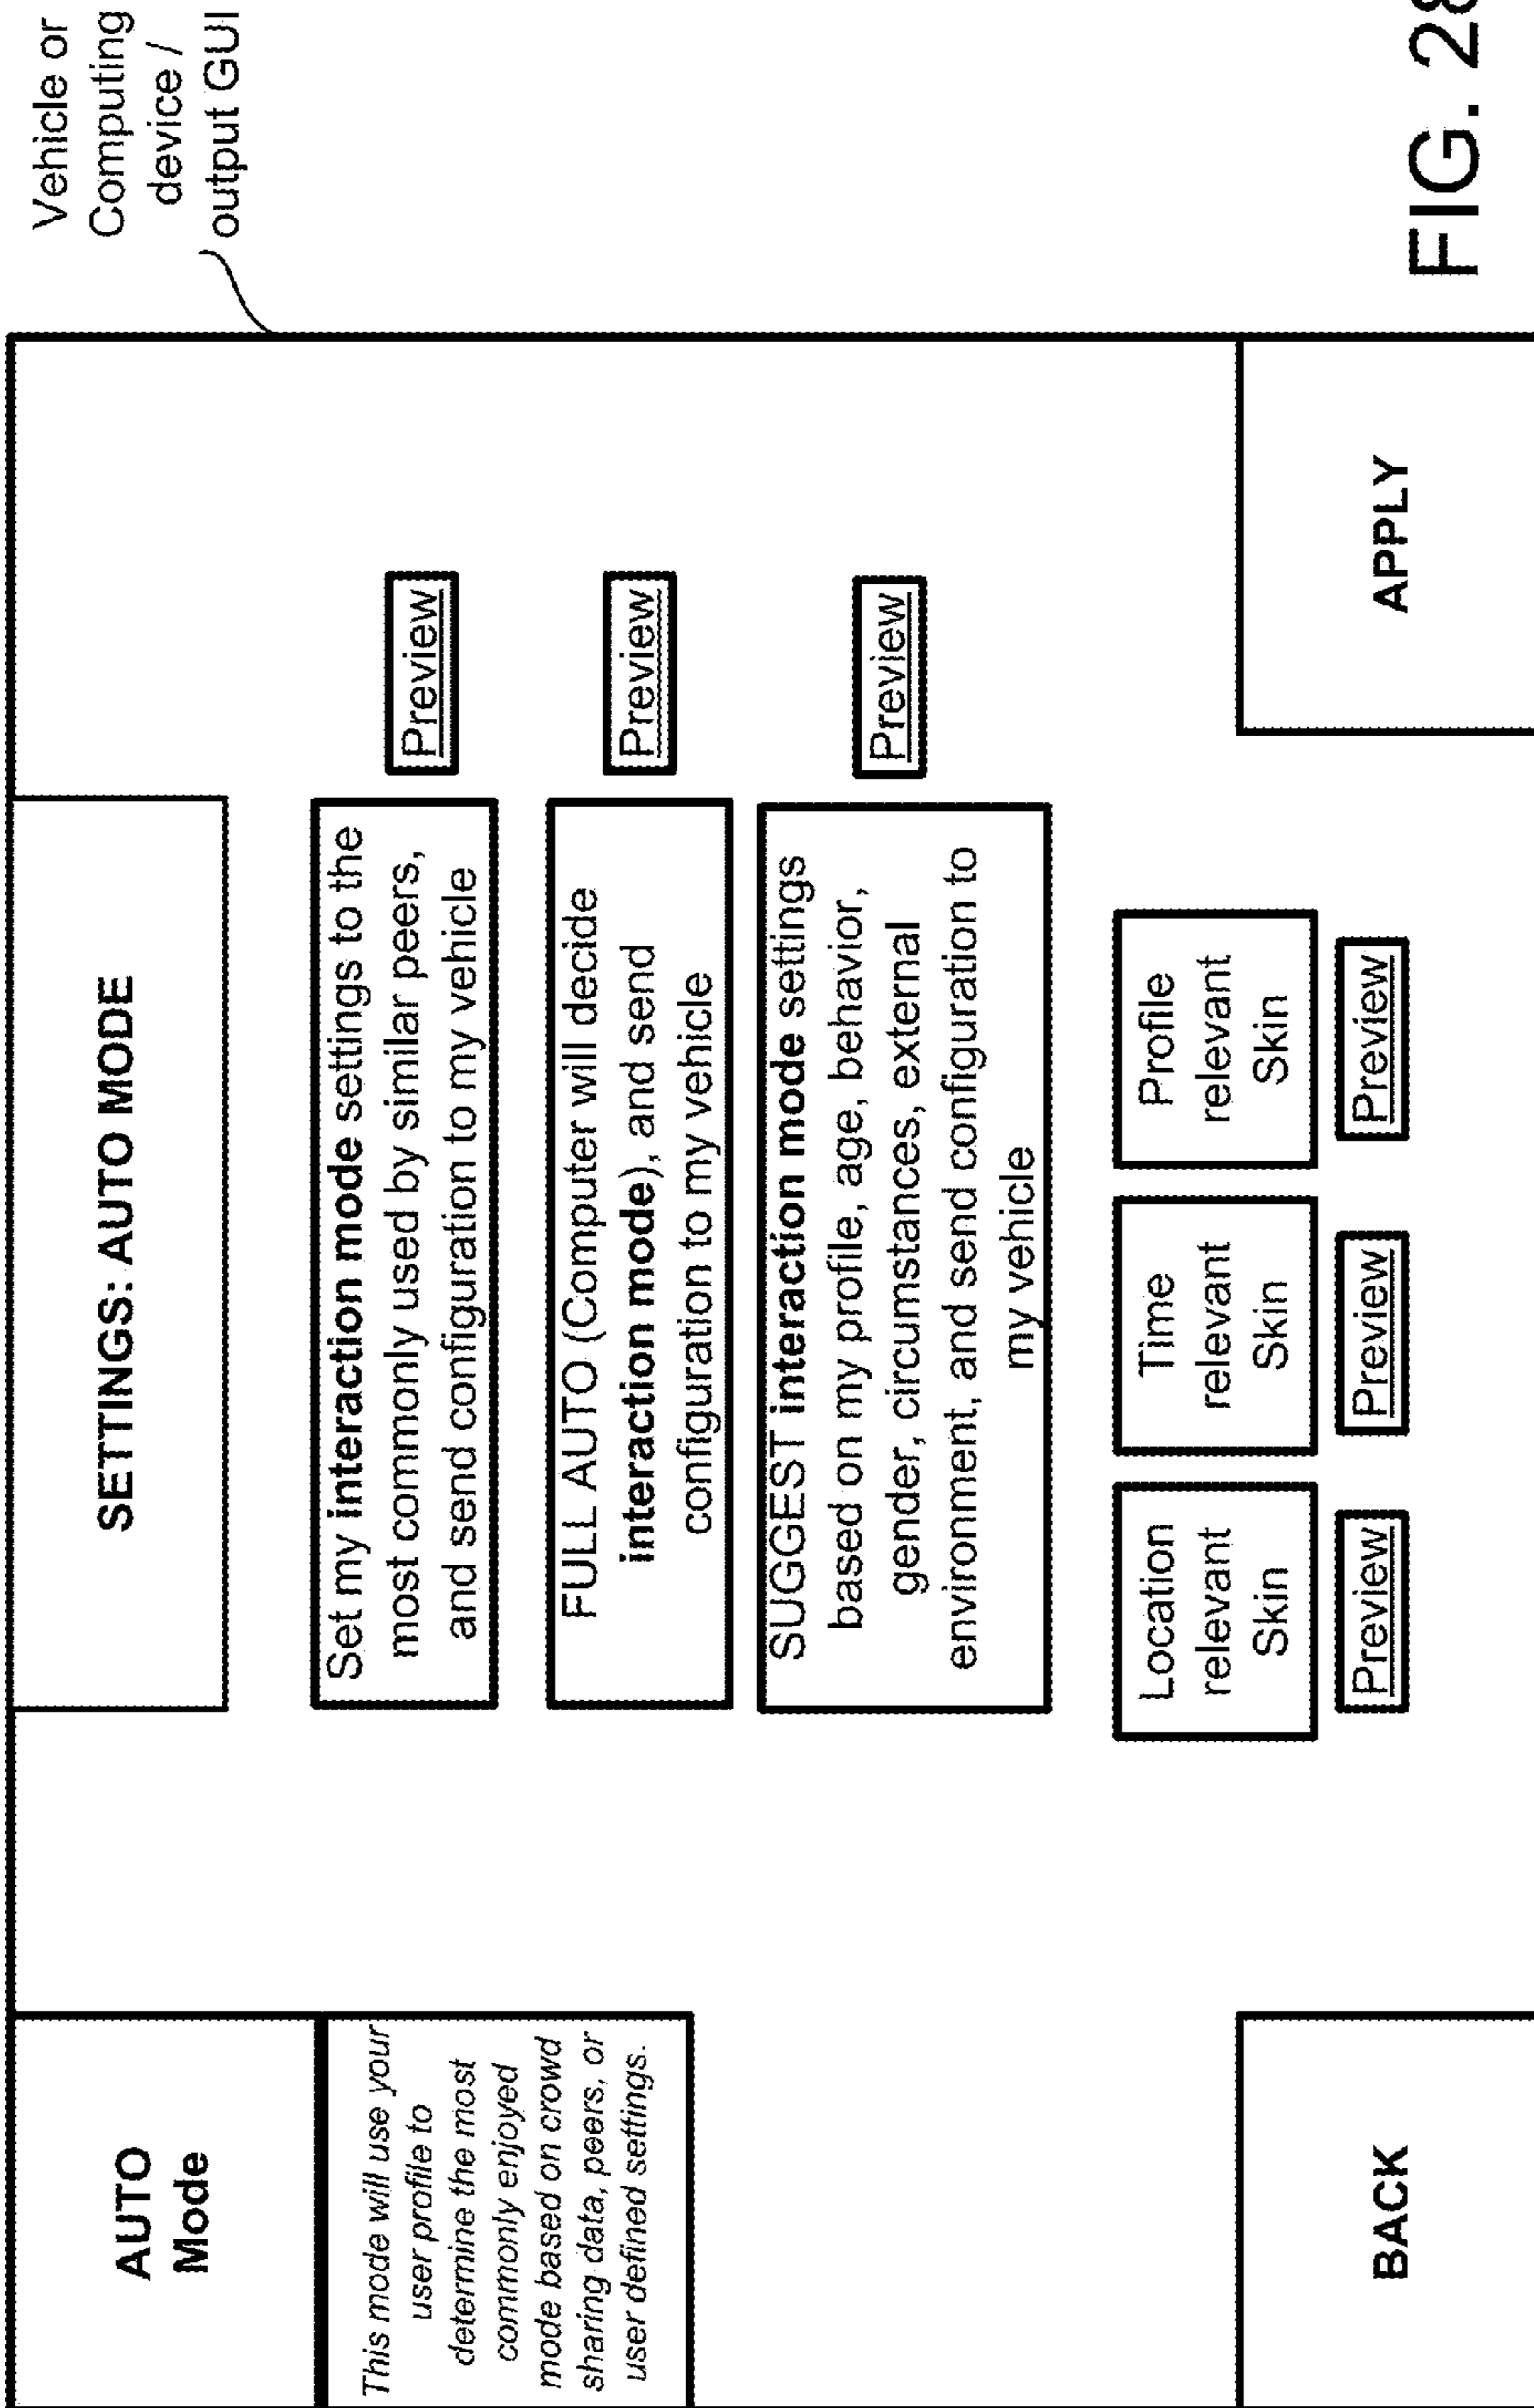 Vehicle or
Computing
device /
output GUI
AUTO
Mode
SETTINGS: AUTO MODE
This mode will use your
user profile to
determine the most
commonly enjoyed
mode based on crowd
sharing data, peers, or
user defined settings.
Set my interaction mode settings to the
most commonly used by similar peers,
and send configuration to my vehicle
Preview
FULL AUTO (Computer will decide
interaction mode), and send
configuration to my vehicle
Preview
SUGGEST interaction mode settings
based on my profile, age, behavior,
gender, circumstances, external
environment, and send configuration to
my vehicle
Preview
Location
relevant
Skin
Preview
Time
relevant
Skin
Preview
Profile
relevant
Skin
Preview
BACK
APPLY
FIG. 28